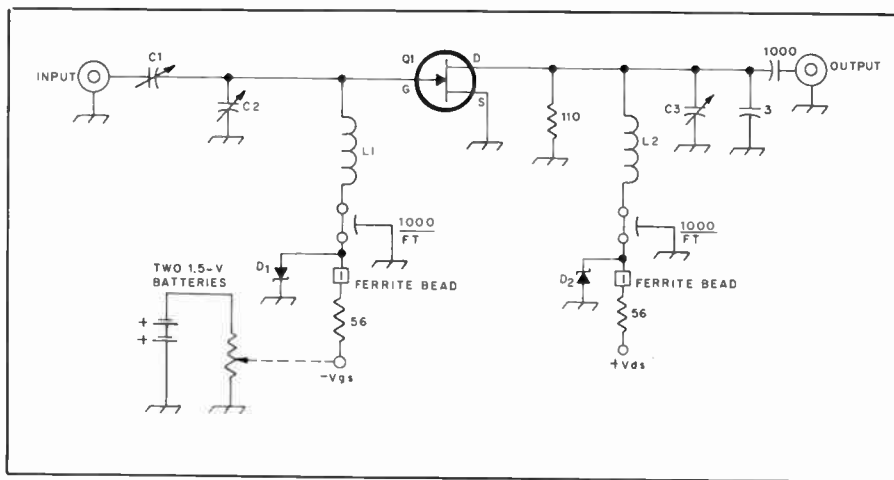 INPUT
C1
C2
Q1
G
D
S
L1
110
L2
C3
3
1000
OUTPUT
1000
FT
D1
FERRITE BEAD
56
-Vgs
TWO 1.5-V
BATTERIES
+
+
1000
FT
D2
FERRITE BEAD
56
+Vds